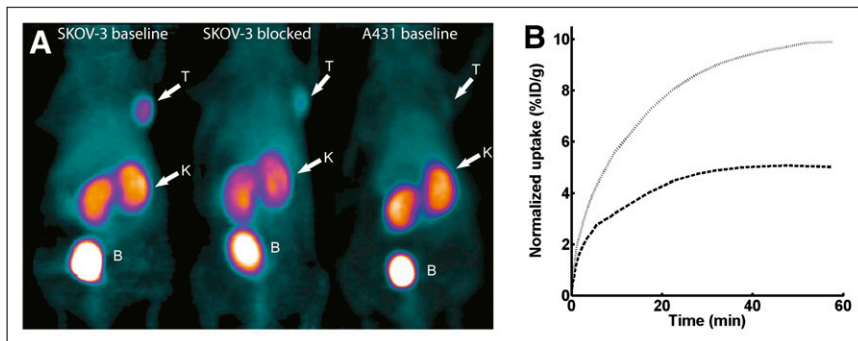 A
SKOV-3 baseline
SKOV-3 blocked
A431 baseline
T
T
T
K
K
K
B
B
B
B
Normalized uptake (%ID/g)
10
8
6
4
2
0
0
20
40
60
Time (min)